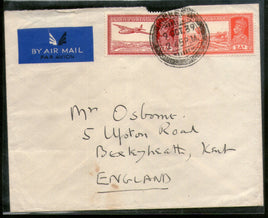 BY AIR MAIL
PAR AVION
Mr Osborne.
5 Upton Road
Bexleyheath, Kent
ENGLAND